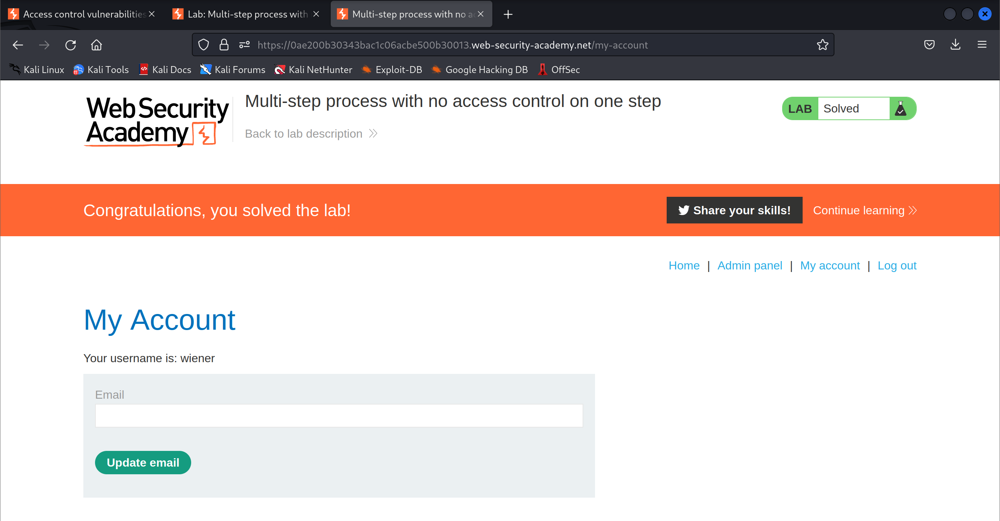 Access control vulnerabilities
Lab: Multi-step process with
Multi-step process with no ac
https://0ae200b30343bac1c06acbe500b30013.web-security-academy.net/my-account
Kali Linux Kali Tools Kali Docs Kali Forums Kali NetHunter Exploit-DB Google Hacking DB OffSec
Web Security
Academy
Multi-step process with no access control on one step
Back to lab description
LAB Solved
Congratulations, you solved the lab!
Share your skills! Continue learning
Home | Admin panel | My account | Log out
My Account
Your username is: wiener
Email
Update email